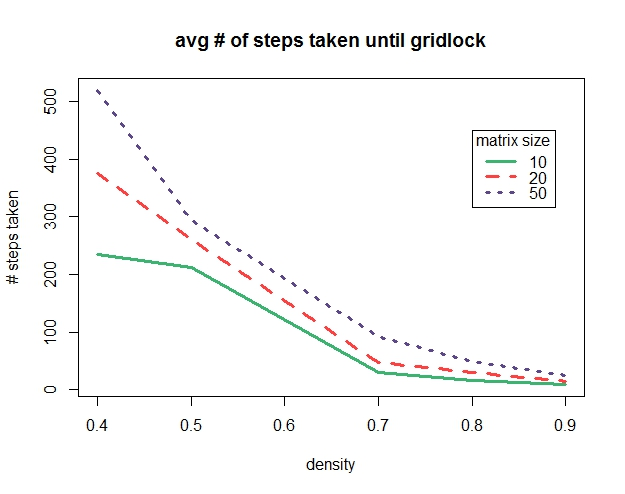 avg # of steps taken until gridlock
# steps taken
500
400
300
200
100
0
matrix size
10
20
50
0.4 0.5 0.6 0.7 0.8 0.9
density